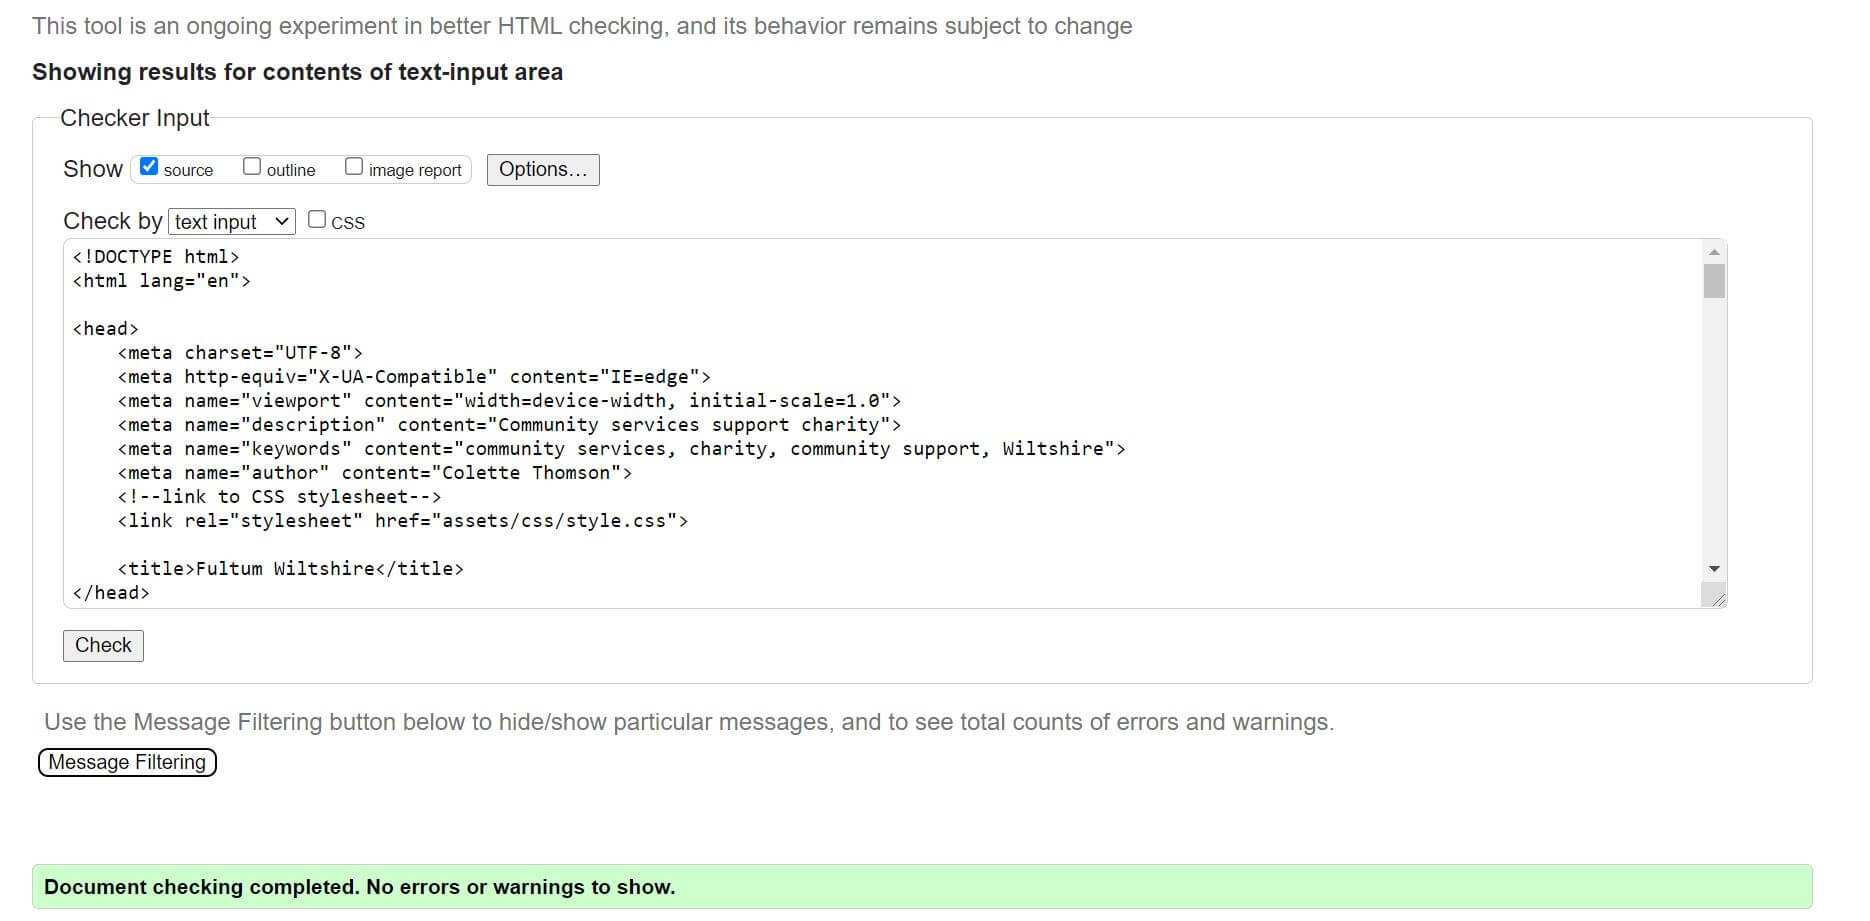 This tool is an ongoing experiment in better HTML checking, and its behavior remains subject to change
Showing results for contents of text-input area
Checker Input
Show source outline image report Options...
Check by text input CSS
<!DOCTYPE html>
<html lang="en">
<head>
    <meta charset="UTF-8">
    <meta http-equiv="X-UA-Compatible" content="IE=edge">
    <meta name="viewport" content="width=device-width, initial-scale=1.0">
    <meta name="description" content="Community services support charity">
    <meta name="keywords" content="community services, charity, community support, Wiltshire">
    <meta name="author" content="Colette Thomson">
    <!--link to CSS stylesheet-->
    <link rel="stylesheet" href="assets/css/style.css">
    <title>Fultum Wiltshire</title>
</head>
Check
Use the Message Filtering button below to hide/show particular messages, and to see total counts of errors and warnings.
Message Filtering
Document checking completed. No errors or warnings to show.